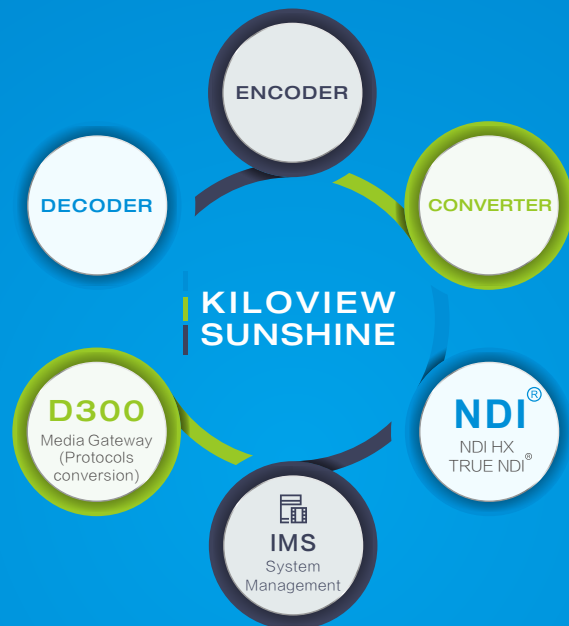 ENCODER
DECODER
CONVERTER
KILOVIEW
SUNSHINE
D300
Media Gateway
(Protocols
conversion)
NDI®
NDI HX
TRUE NDI®
IMS
System
Management